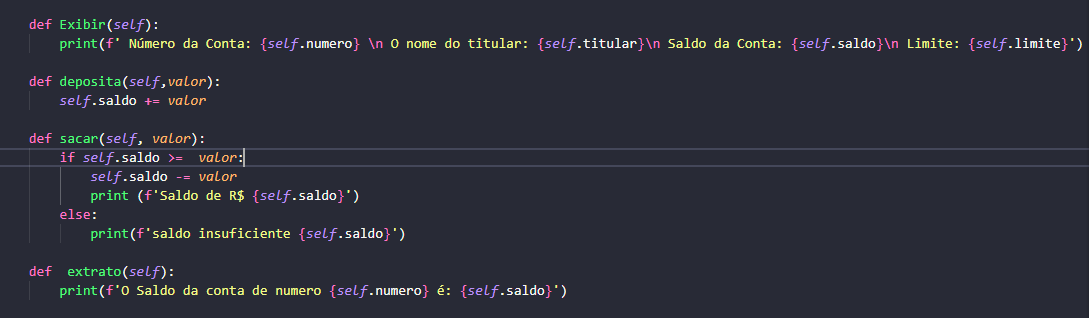 def Exibir(self):
print(f' Número da Conta: {self.numero} \n O nome do titular: {self.titular}\n Saldo da Conta: {self.saldo}\n Limite: {self.limite}')
def deposita(self,valor):
self.saldo += valor
def sacar(self, valor):
if self.saldo >=  valor:
self.saldo -= valor
print (f'Saldo de R$ {self.saldo}')
else:
print(f'saldo insuficiente {self.saldo}')
def  extrato(self):
print(f'O Saldo da conta de numero {self.numero} é: {self.saldo}')